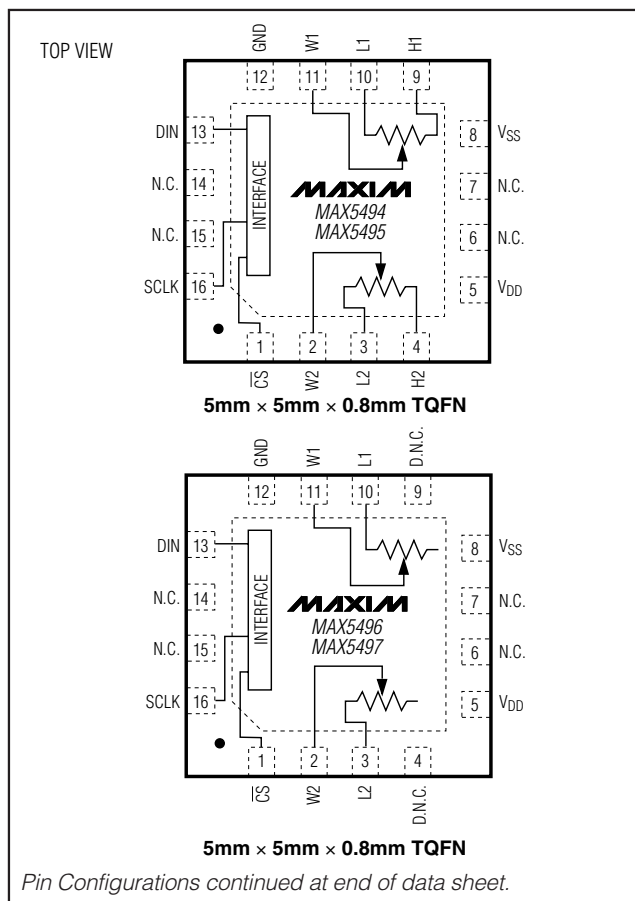 TOP VIEW
GND
W1
L1
H1
12
11
10
9
DIN 13
8 VSS
N.C. 14
7 N.C.
INTERFACE
MAXIM
MAX5494
MAX5495
N.C. 15
6 N.C.
SCLK 16
5 VDD
1
2
3
4
CS
W2
L2
H2
5mm × 5mm × 0.8mm TQFN
GND
W1
L1
D.N.C.
12
11
10
9
DIN 13
8 VSS
N.C. 14
7 N.C.
INTERFACE
MAXIM
MAX5496
MAX5497
N.C. 15
6 N.C.
SCLK 16
5 VDD
1
2
3
4
CS
W2
L2
D.N.C.
5mm × 5mm × 0.8mm TQFN
Pin Configurations continued at end of data sheet.